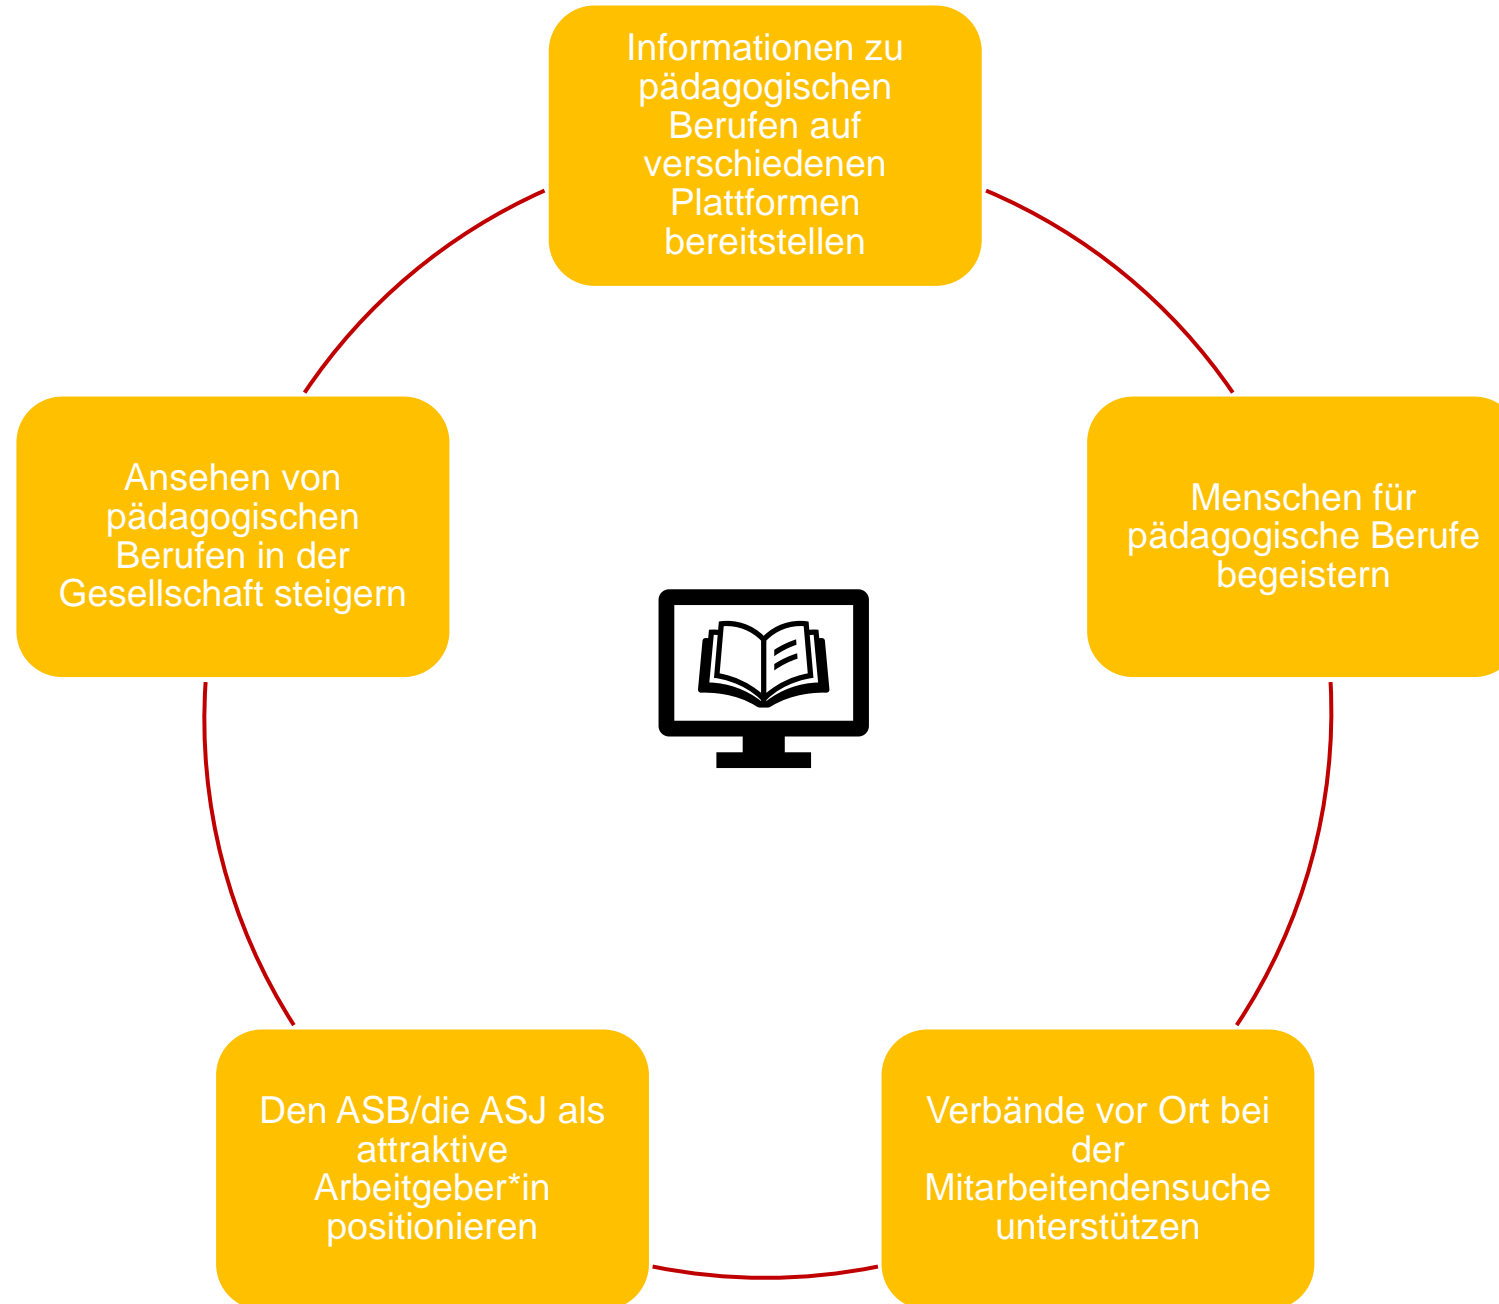 Informationen zu
pädagogischen
Berufen auf
verschiedenen
Plattformen
bereitstellen
Menschen für
pädagogische Berufe
begeistern
Verbände vor Ort bei
der
Mitarbeitendensuche
unterstützen
Den ASB/die ASJ als
attraktive
Arbeitgeber*in
positionieren
Ansehen von
pädagogischen
Berufen in der
Gesellschaft steigern